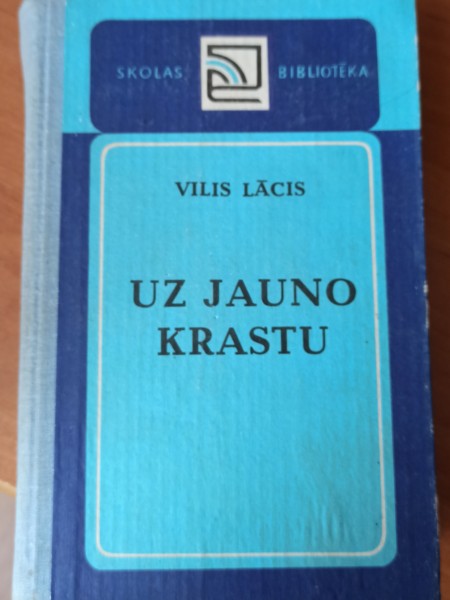 SKOLAS BIBLIOTĒKA
VILIS LĀCIS
UZ JAUNO
KRASTU